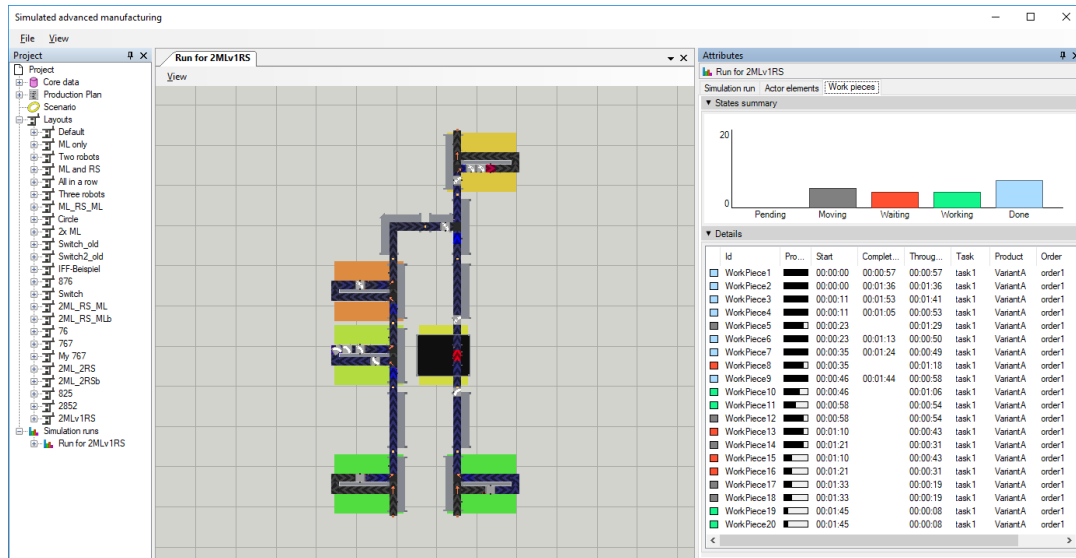 Simulated advanced manufacturing
File View
Project
Project
Core data
Production Plan
Scenario
Layouts
Default
ML only
Two robots
ML and RS
All in a row
Three robots
ML_RS_ML
Circle
2x ML
Switch_old
Switch2_old
IFF-Beispiel
876
Switch
2ML_RS_ML
2ML_RS_MLb
76
767
My 767
2ML_2RS
2ML_2RSb
825
2852
2MLv1RS
Simulation runs
Run for 2MLv1RS
Run for 2MLv1RS
View
Attributes
Run for 2MLv1RS
Simulation run Actor elements Work pieces
States summary
20
0
Pending Moving Waiting Working Done
Details
Id Pro... Start Complet... Throug... Task Product Order
WorkPiece1 00:00:00 00:00:57 00:00:57 task1 VariantA order1
WorkPiece2 00:00:00 00:01:36 00:01:36 task1 VariantA order1
WorkPiece3 00:00:11 00:01:53 00:01:41 task1 VariantA order1
WorkPiece4 00:00:11 00:01:05 00:00:53 task1 VariantA order1
WorkPiece5 00:00:23 00:01:29 task1 VariantA order1
WorkPiece6 00:00:23 00:01:13 00:00:50 task1 VariantA order1
WorkPiece7 00:00:35 00:01:24 00:00:49 task1 VariantA order1
WorkPiece8 00:00:35 00:01:18 task1 VariantA order1
WorkPiece9 00:00:46 00:01:44 00:00:58 task1 VariantA order1
WorkPiece10 00:00:46 00:01:06 task1 VariantA order1
WorkPiece11 00:00:58 00:00:54 task1 VariantA order1
WorkPiece12 00:00:58 00:00:54 task1 VariantA order1
WorkPiece13 00:01:10 00:00:43 task1 VariantA order1
WorkPiece14 00:01:21 00:00:31 task1 VariantA order1
WorkPiece15 00:01:10 00:00:43 task1 VariantA order1
WorkPiece16 00:01:21 00:00:31 task1 VariantA order1
WorkPiece17 00:01:33 00:00:19 task1 VariantA order1
WorkPiece18 00:01:33 00:00:19 task1 VariantA order1
WorkPiece19 00:01:45 00:00:08 task1 VariantA order1
WorkPiece20 00:01:45 00:00:08 task1 VariantA order1